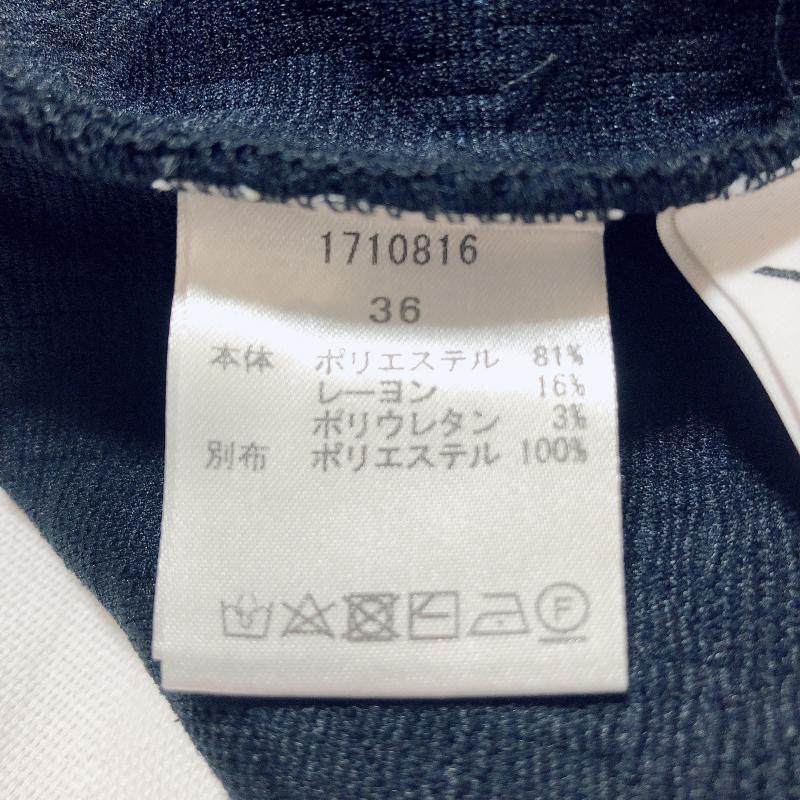 1710816
36
本体 ポリエステル 81%
レーヨン 16%
ポリウレタン 3%
別布 ポリエステル 100%
F